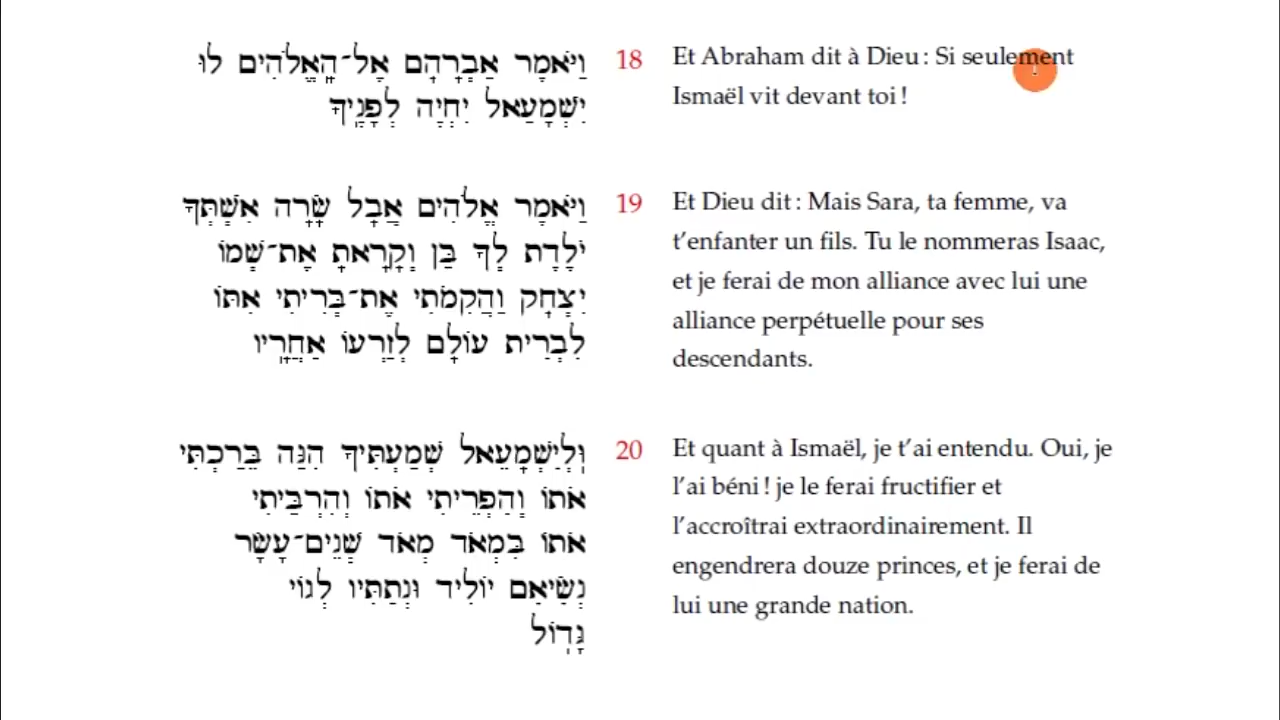 וַיֹּאמֶר אַבְרָהָם אֶל־הָאֱלֹהִים לוּ
יִשְׁמָעֵאל יִחְיֶה לְפָנֶיךָ
18
Et Abraham dit à Dieu : Si seulement
Ismaël vit devant toi !
וַיֹּאמֶר אֱלֹהִים אֲבָל שָׂרָה אִשְׁתְּךָ
יֹלֶדֶת לְךָ בֵּן וְקָרָאתָ אֶת־שְׁמוֹ
יִצְחָק וַהֲקִמֹתִי אֶת־בְּרִיתִי אִתּוֹ
לִבְרִית עוֹלָם לְזַרְעוֹ אַחֲרָיו
19
Et Dieu dit : Mais Sara, ta femme, va
t’enfanter un fils. Tu le nommeras Isaac,
et je ferai de mon alliance avec lui une
alliance perpétuelle pour ses
descendants.
וּלְיִשְׁמָעֵאל שְׁמַעְתִּיךָ הִנֵּה בֵּרַכְתִּי
אֹתוֹ וְהִפְרֵיתִי אֹתוֹ וְהִרְבֵּיתִי
אֹתוֹ בִּמְאֹד מְאֹד שְׁנֵים־עָשָׂר
נְשִׂיאִם יוֹלִיד וּנְתַתִּיו לְגוֹי
גָּדוֹל
20
Et quant à Ismaël, je t’ai entendu. Oui, je
l’ai béni ! je le ferai fructifier et
l’accroîtrai extraordinairement. Il
engendrera douze princes, et je ferai de
lui une grande nation.